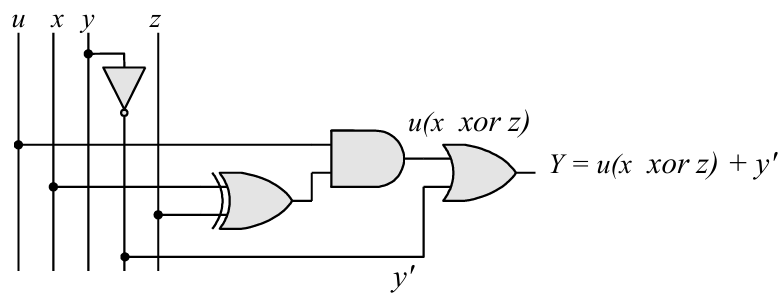 u x y z
u(x xor z)
Y = u(x xor z) + y'
y'